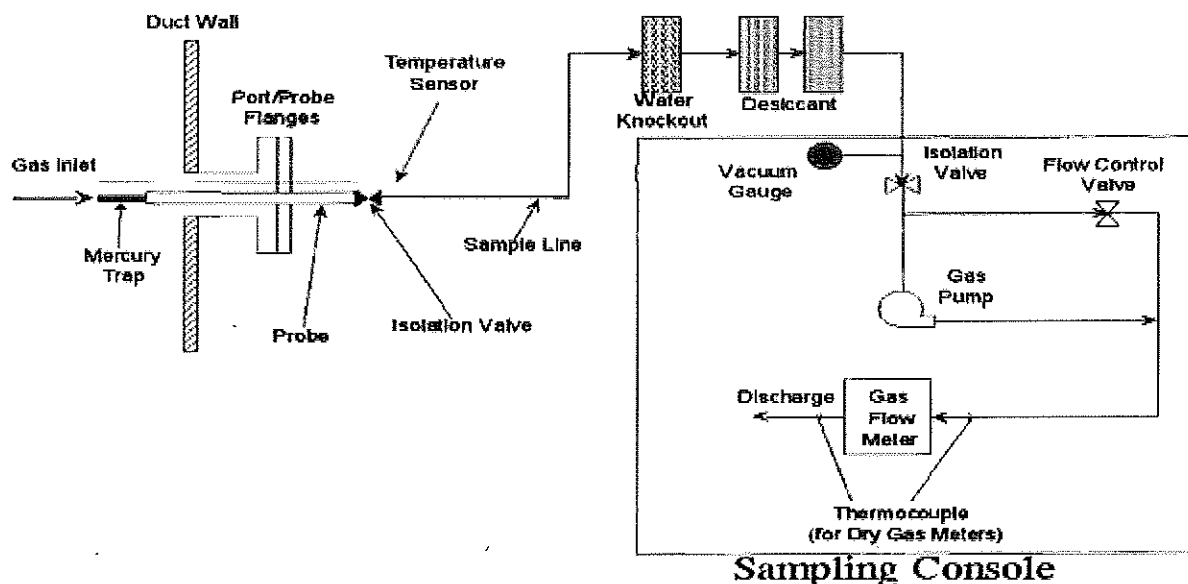 Duct Wall
Temperature
Sensor
Port/Probe
Flanges
Water
Knockout
Desiccant
Gas Inlet
Vacuum
Gauge
Isolation
Valve
Flow Control
Valve
Mercury
Trap
Sample Line
Probe
Isolation Valve
Gas
Pump
Discharge
Gas
Flow
Meter
Thermocouple
(for Dry Gas Meters)
Sampling Console